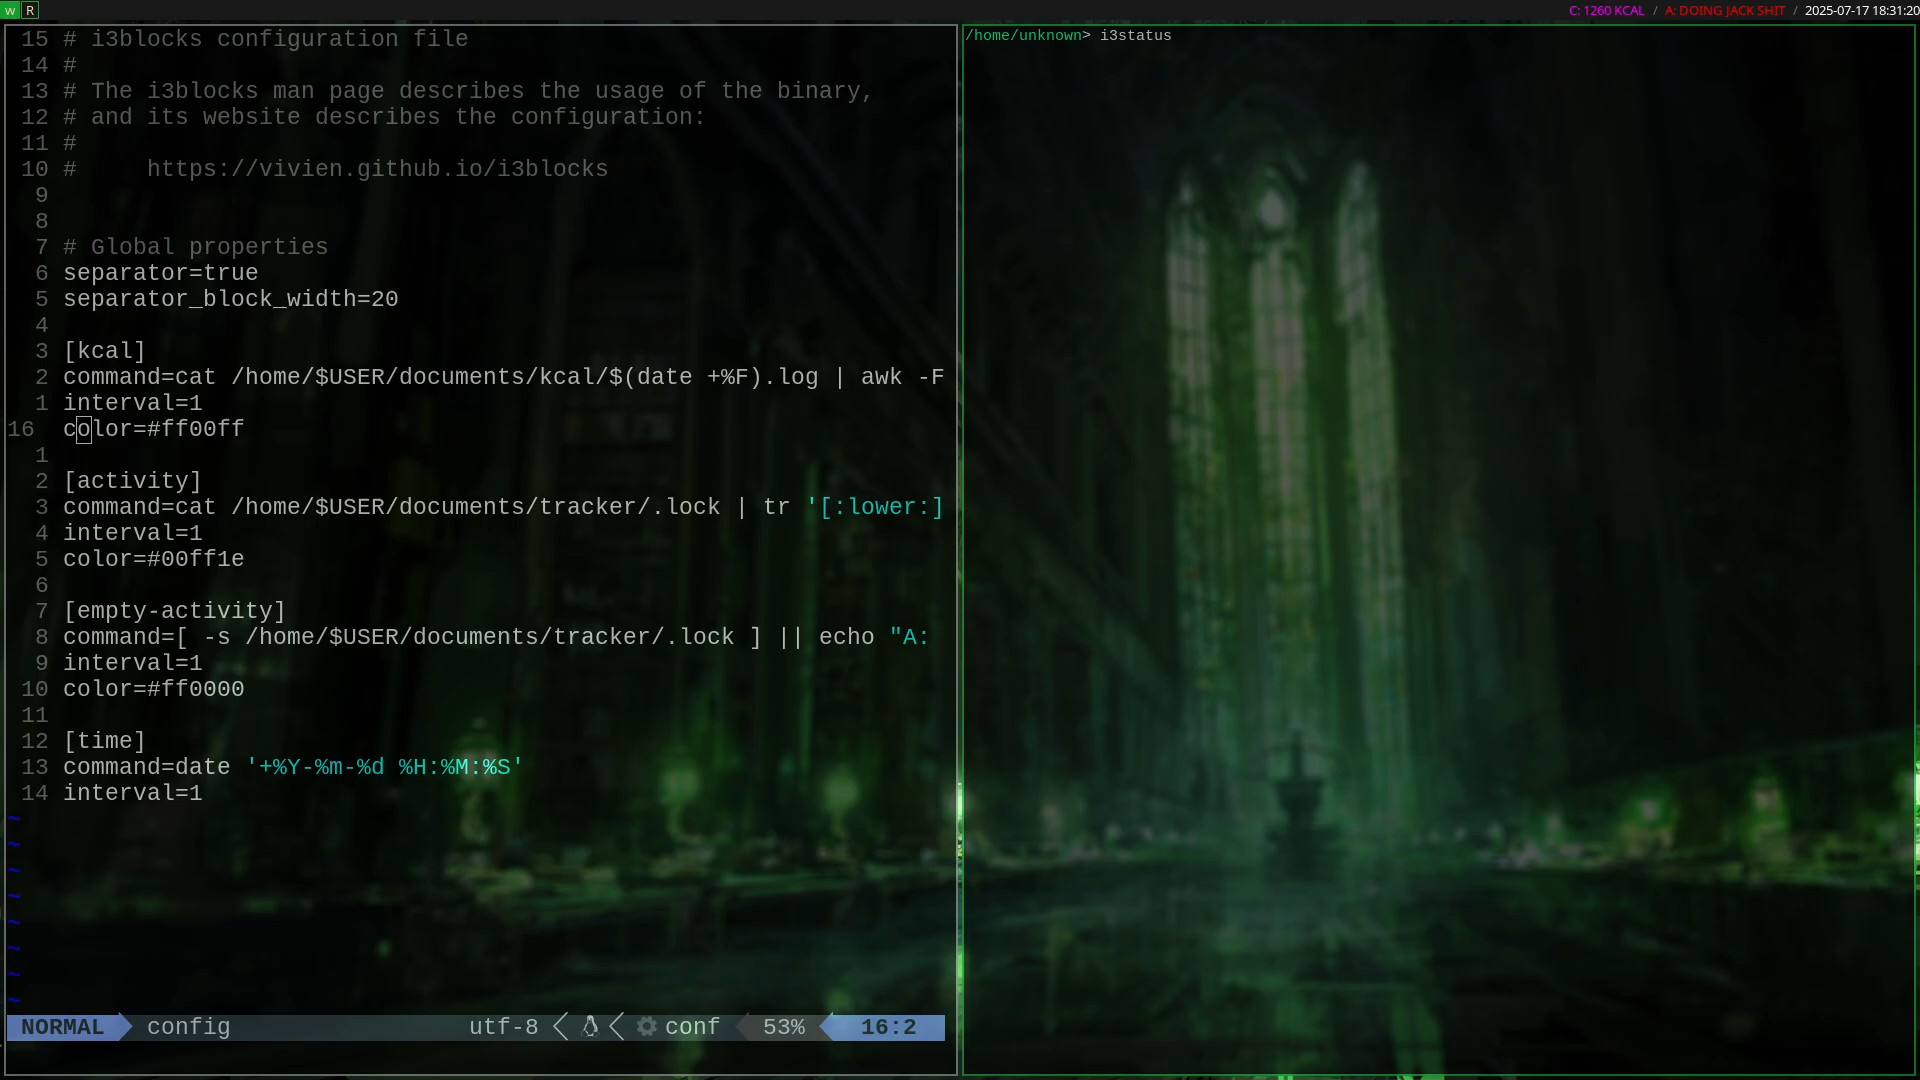 w R C: 1260 KCAL / A: DOING JACK SHIT / 2025-07-17 18:31:20
15 # i3blocks configuration file
14 #
13 # The i3blocks man page describes the usage of the binary,
12 # and its website describes the configuration:
11 #
10 #     https://vivien.github.io/i3blocks
9
8
7 # Global properties
6 separator=true
5 separator_block_width=20
4
3 [kcal]
2 command=cat /home/$USER/documents/kcal/$(date +%F).log | awk -F
1 interval=1
16 color=#ff00ff
1
2 [activity]
3 command=cat /home/$USER/documents/tracker/.lock | tr '[:lower:]
4 interval=1
5 color=#00ff1e
6
7 [empty-activity]
8 command=[ -s /home/$USER/documents/tracker/.lock ] || echo "A:
9 interval=1
10 color=#ff0000
11
12 [time]
13 command=date '+%Y-%m-%d %H:%M:%S'
14 interval=1
~
~
~
~
~
~
~
~
NORMAL config utf-8 conf 53% 16:2
/home/unknown> i3status